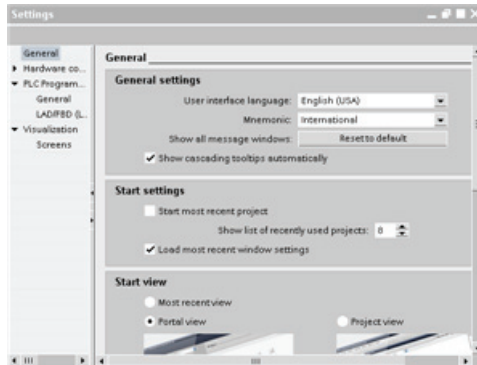 Settings
General
Hardware co...
PLC Program...
General
LAD/FBD (L...
Visualization
Screens
General
General settings
User interface language: English (USA)
Mnemonic: International
Show all message windows: Reset to default
Show cascading tooltips automatically
Start settings
Start most recent project
Show list of recently used projects: 8
Load most recent window settings
Start view
Most recent view
Portal view
Project view